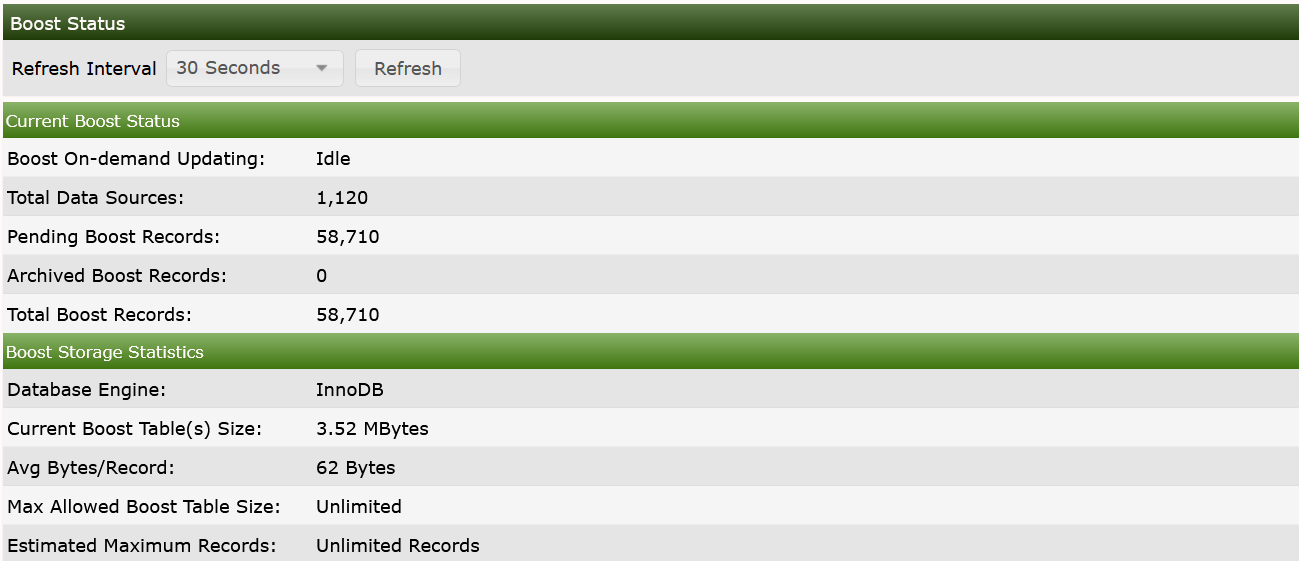 Boost Status
Refresh Interval 30 Seconds Refresh
Current Boost Status
Boost On-demand Updating: Idle
Total Data Sources: 1,120
Pending Boost Records: 58,710
Archived Boost Records: 0
Total Boost Records: 58,710
Boost Storage Statistics
Database Engine: InnoDB
Current Boost Table(s) Size: 3.52 MBytes
Avg Bytes/Record: 62 Bytes
Max Allowed Boost Table Size: Unlimited
Estimated Maximum Records: Unlimited Records